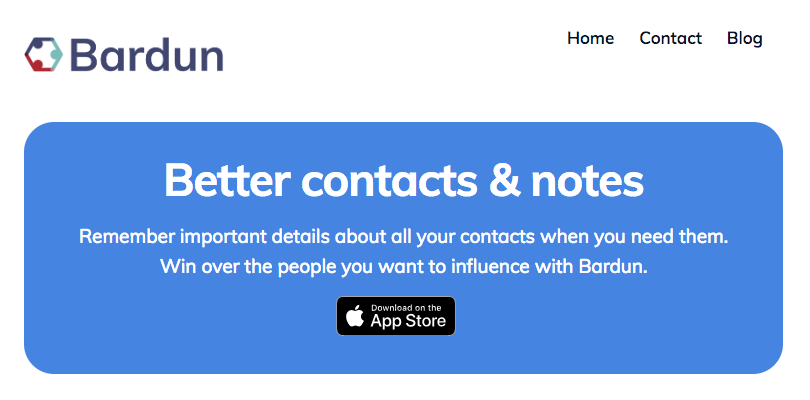 Bardun
Home Contact Blog
Better contacts & notes
Remember important details about all your contacts when you need them.
Win over the people you want to influence with Bardun.
Download on the
App Store